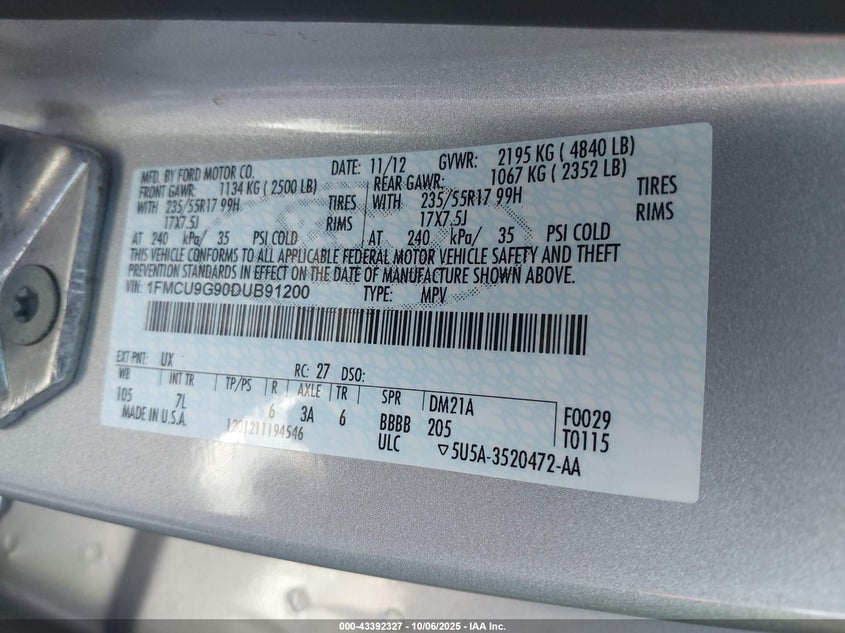 MFD. BY FORD MOTOR CO. DATE: 11/12 GVWR: 2195 KG ( 4840 LB)
FRONT GAWR: 1134 KG ( 2500 LB) REAR GAWR: 1067 KG ( 2352 LB)
WITH 235/55R17 99H TIRES WITH 235/55R17 99H TIRES
17X7.5J RIMS 17X7.5J RIMS
AT 240 kPa/ 35 PSI COLD AT 240 kPa/ 35 PSI COLD
THIS VEHICLE CONFORMS TO ALL APPLICABLE FEDERAL MOTOR VEHICLE SAFETY AND THEFT
PREVENTION STANDARDS IN EFFECT ON THE DATE OF MANUFACTURE SHOWN ABOVE.
VIN: 1FMCU9G90DUB91200 TYPE: MPV
EXT PNT: UX RC: 27 DSO:
WB INT TR TP/PS R AXLE TR SPR DM21A F0029
105 7L 6 3A 6 BBBB 205 T0115
MADE IN U.S.A. 1201211194546 ULC ▽5U5A-3520472-AA
000-43392327 - 10/06/2025 - IAA Inc.